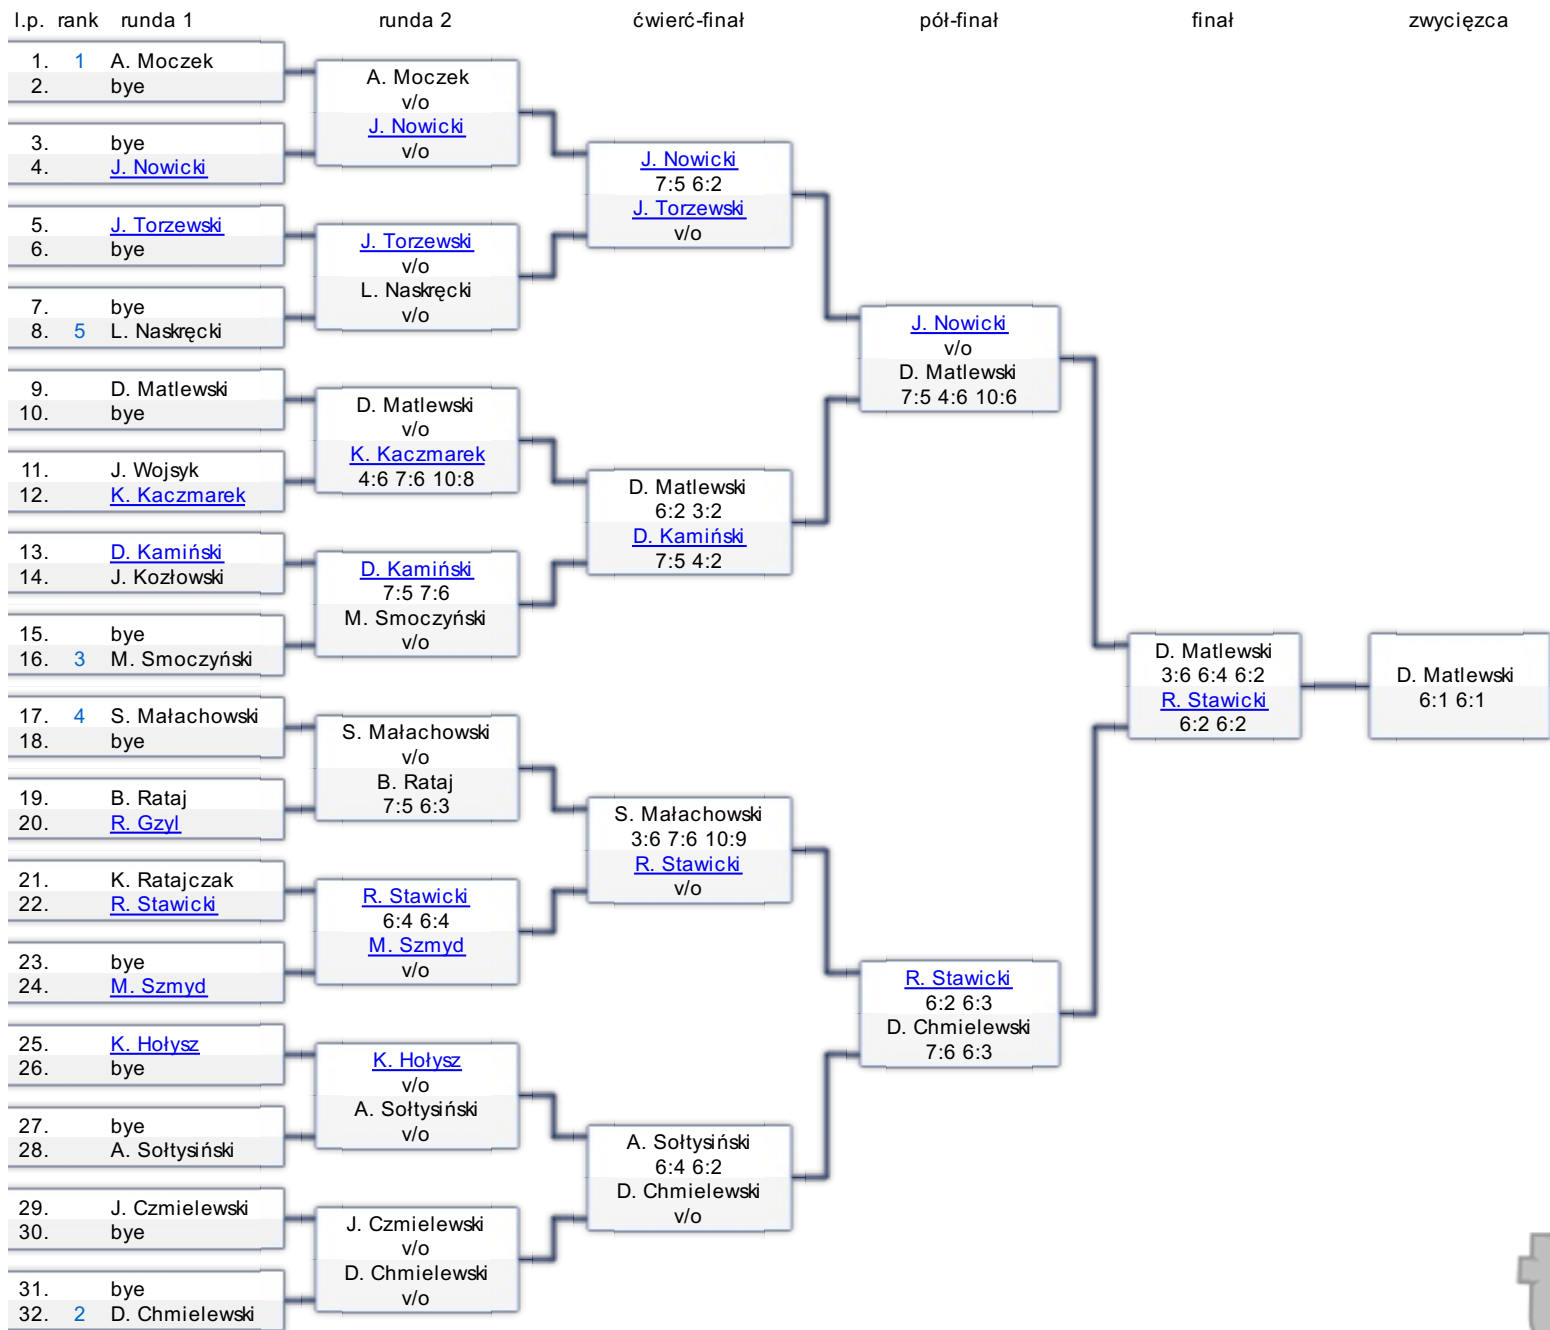 l.p. rank runda 1 runda 2 ćwierć-finał pół-finał finał zwycięzca
1. 1 A. Moczek
2. bye
3. bye
4. J. Nowicki
5. J. Torzewski
6. bye
7. bye
8. 5 L. Naskręcki
9. D. Matlewski
10. bye
11. J. Wojsyk
12. K. Kaczmarek
13. D. Kamiński
14. J. Kozłowski
15. bye
16. 3 M. Smoczyński
17. 4 S. Małachowski
18. bye
19. B. Rataj
20. R. Gzyl
21. K. Ratajczak
22. R. Stawicki
23. bye
24. M. Szmyd
25. K. Hołysz
26. bye
27. bye
28. A. Sołtysiński
29. J. Czmielewski
30. bye
31. bye
32. 2 D. Chmielewski
A. Moczek
v/o
J. Nowicki
v/o
J. Torzewski
v/o
L. Naskręcki
v/o
D. Matlewski
v/o
K. Kaczmarek
4:6 7:6 10:8
D. Kamiński
7:5 7:6
M. Smoczyński
v/o
S. Małachowski
v/o
B. Rataj
7:5 6:3
R. Stawicki
6:4 6:4
M. Szmyd
v/o
K. Hołysz
v/o
A. Sołtysiński
v/o
J. Czmielewski
v/o
D. Chmielewski
v/o
J. Nowicki
7:5 6:2
J. Torzewski
v/o
D. Matlewski
6:2 3:2
D. Kamiński
7:5 4:2
S. Małachowski
3:6 7:6 10:9
R. Stawicki
v/o
A. Sołtysiński
6:4 6:2
D. Chmielewski
v/o
J. Nowicki
v/o
D. Matlewski
7:5 4:6 10:6
R. Stawicki
6:2 6:3
D. Chmielewski
7:6 6:3
D. Matlewski
3:6 6:4 6:2
R. Stawicki
6:2 6:2
D. Matlewski
6:1 6:1